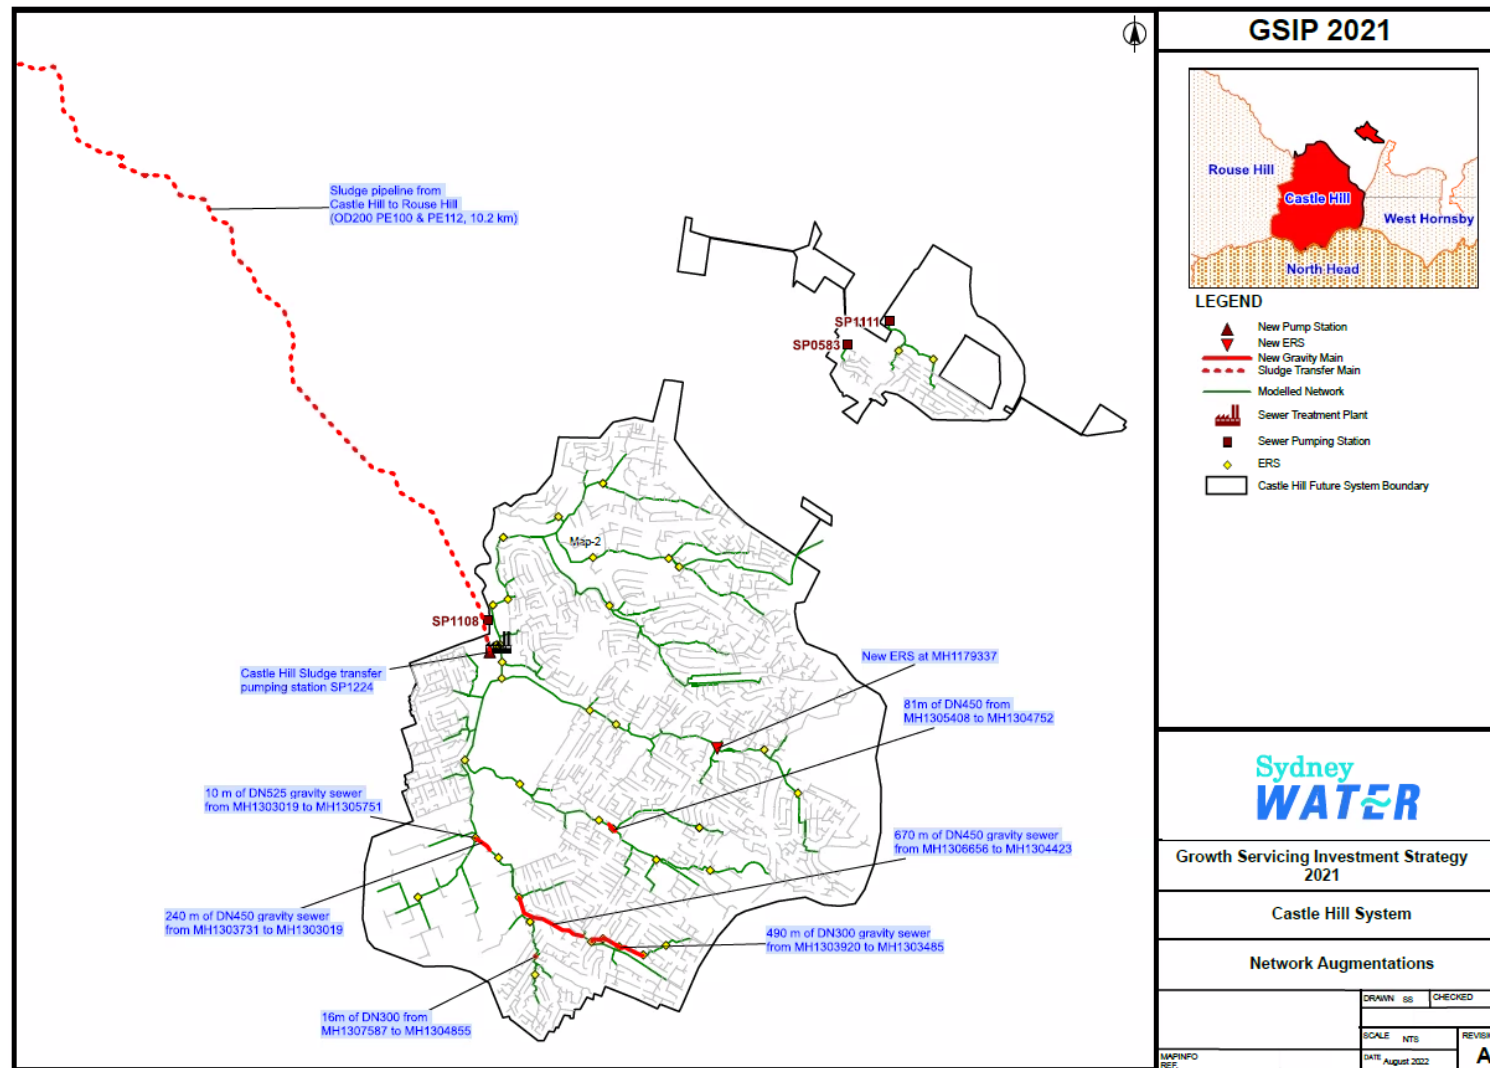 GSIP 2021
Rouse Hill
Castle Hill
West Hornsby
North Head
LEGEND
New Pump Station
New ERS
New Gravity Main
Sludge Transfer Main
Modelled Network
Sewer Treatment Plant
Sewer Pumping Station
ERS
Castle Hill Future System Boundary
Sludge pipeline from
Castle Hill to Rouse Hill
(OD200 PE100 & PE112, 10.2 km)
SP1111
SP0583
Map-2
SP1108
Castle Hill Sludge transfer
pumping station SP1224
New ERS at MH1179337
81m of DN450 from
MH1305408 to MH1304752
10 m of DN525 gravity sewer
from MH1303019 to MH1305751
670 m of DN450 gravity sewer
from MH1306656 to MH1304423
240 m of DN450 gravity sewer
from MH1303731 to MH1303019
490 m of DN300 gravity sewer
from MH1303920 to MH1303485
16m of DN300 from
MH1307587 to MH1304855
Sydney
WATER
Growth Servicing Investment Strategy
2021
Castle Hill System
Network Augmentations
DRAWN SS CHECKED
SCALE NTS
MAPINFO
REF.
DATE August 2022
A